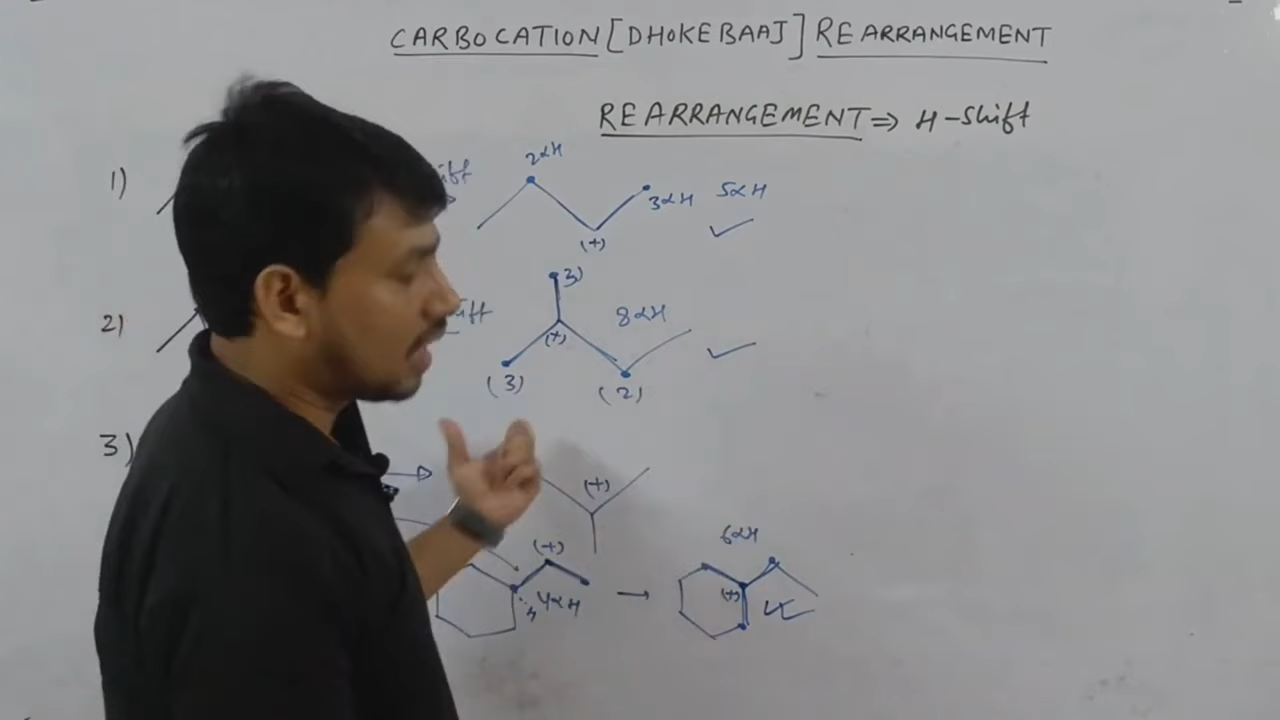 CARBOCATION [DHOKEBAAJ] REARRANGEMENT
REARRANGEMENT ⇒ H-Shift
1)
2αH
3αH
5αH
(+)
2)
3)
8αH
(+)
(3)
(2)
3)
(+)
(+)
4αH
6αH
(+)